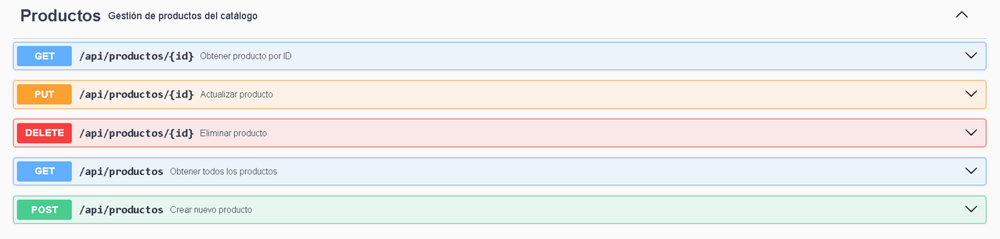 Productos Gestión de productos del catálogo
GET /api/productos/{id} Obtener producto por ID
PUT /api/productos/{id} Actualizar producto
DELETE /api/productos/{id} Eliminar producto
GET /api/productos Obtener todos los productos
POST /api/productos Crear nuevo producto